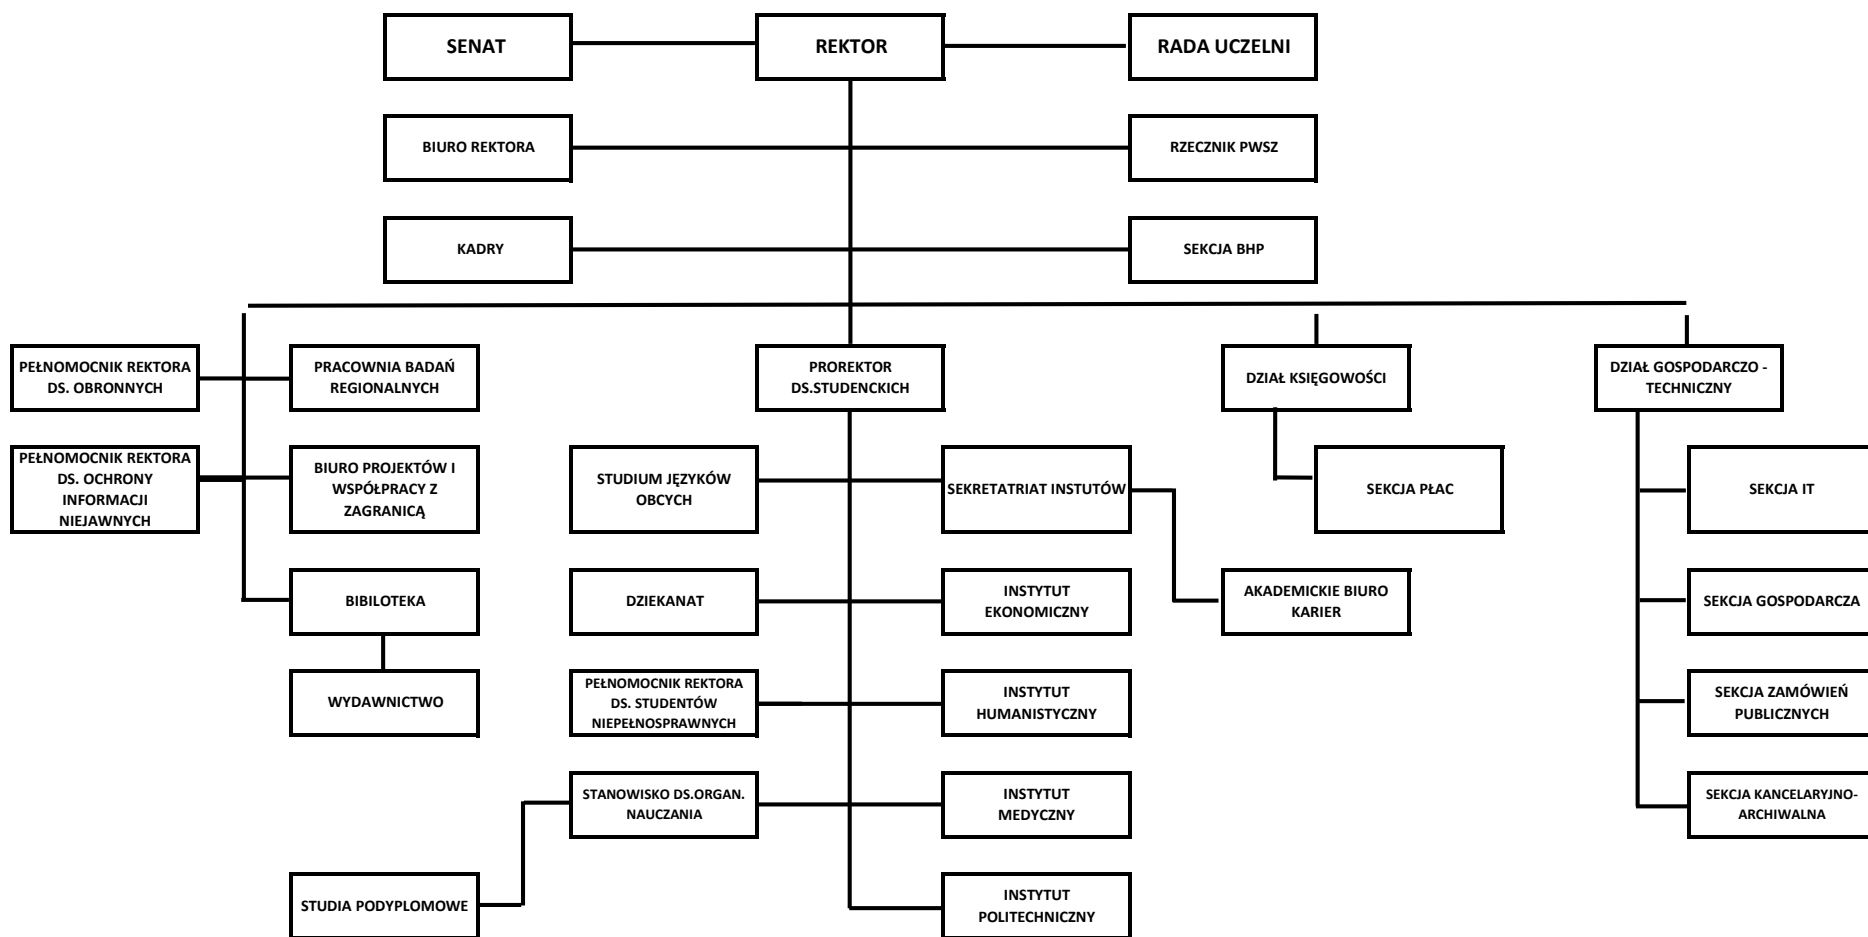 SENAT
REKTOR
RADA UCZELNI
BIURO REKTORA
RZECZNIK PWSZ
KADRY
SEKCJA BHP
PEŁNOMOCNIK REKTORA
DS. OBRONNYCH
PRACOWNIA BADAŃ
REGIONALNYCH
PROREKTOR
DS.STUDENCKICH
DZIAŁ KSIĘGOWOŚCI
DZIAŁ GOSPODARCZO -
TECHNICZNY
PEŁNOMOCNIK REKTORA
DS. OCHRONY
INFORMACJI
NIEJAWNYCH
BIURO PROJEKTÓW I
WSPÓŁPRACY Z
ZAGRANICĄ
STUDIUM JĘZYKÓW
OBCYCH
SEKRETATRIAT INSTUTÓW
SEKCJA PŁAC
SEKCJA IT
BIBILOTEKA
DZIEKANAT
INSTYTUT
EKONOMICZNY
AKADEMICKIE BIURO
KARIER
SEKCJA GOSPODARCZA
WYDAWNICTWO
PEŁNOMOCNIK REKTORA
DS. STUDENTÓW
NIEPEŁNOSPRAWNYCH
INSTYTUT
HUMANISTYCZNY
SEKCJA ZAMÓWIEŃ
PUBLICZNYCH
STANOWISKO DS.ORGAN.
NAUCZANIA
INSTYTUT
MEDYCZNY
SEKCJA KANCELARYJNO-
ARCHIWALNA
STUDIA PODYPLOMOWE
INSTYTUT
POLITECHNICZNY